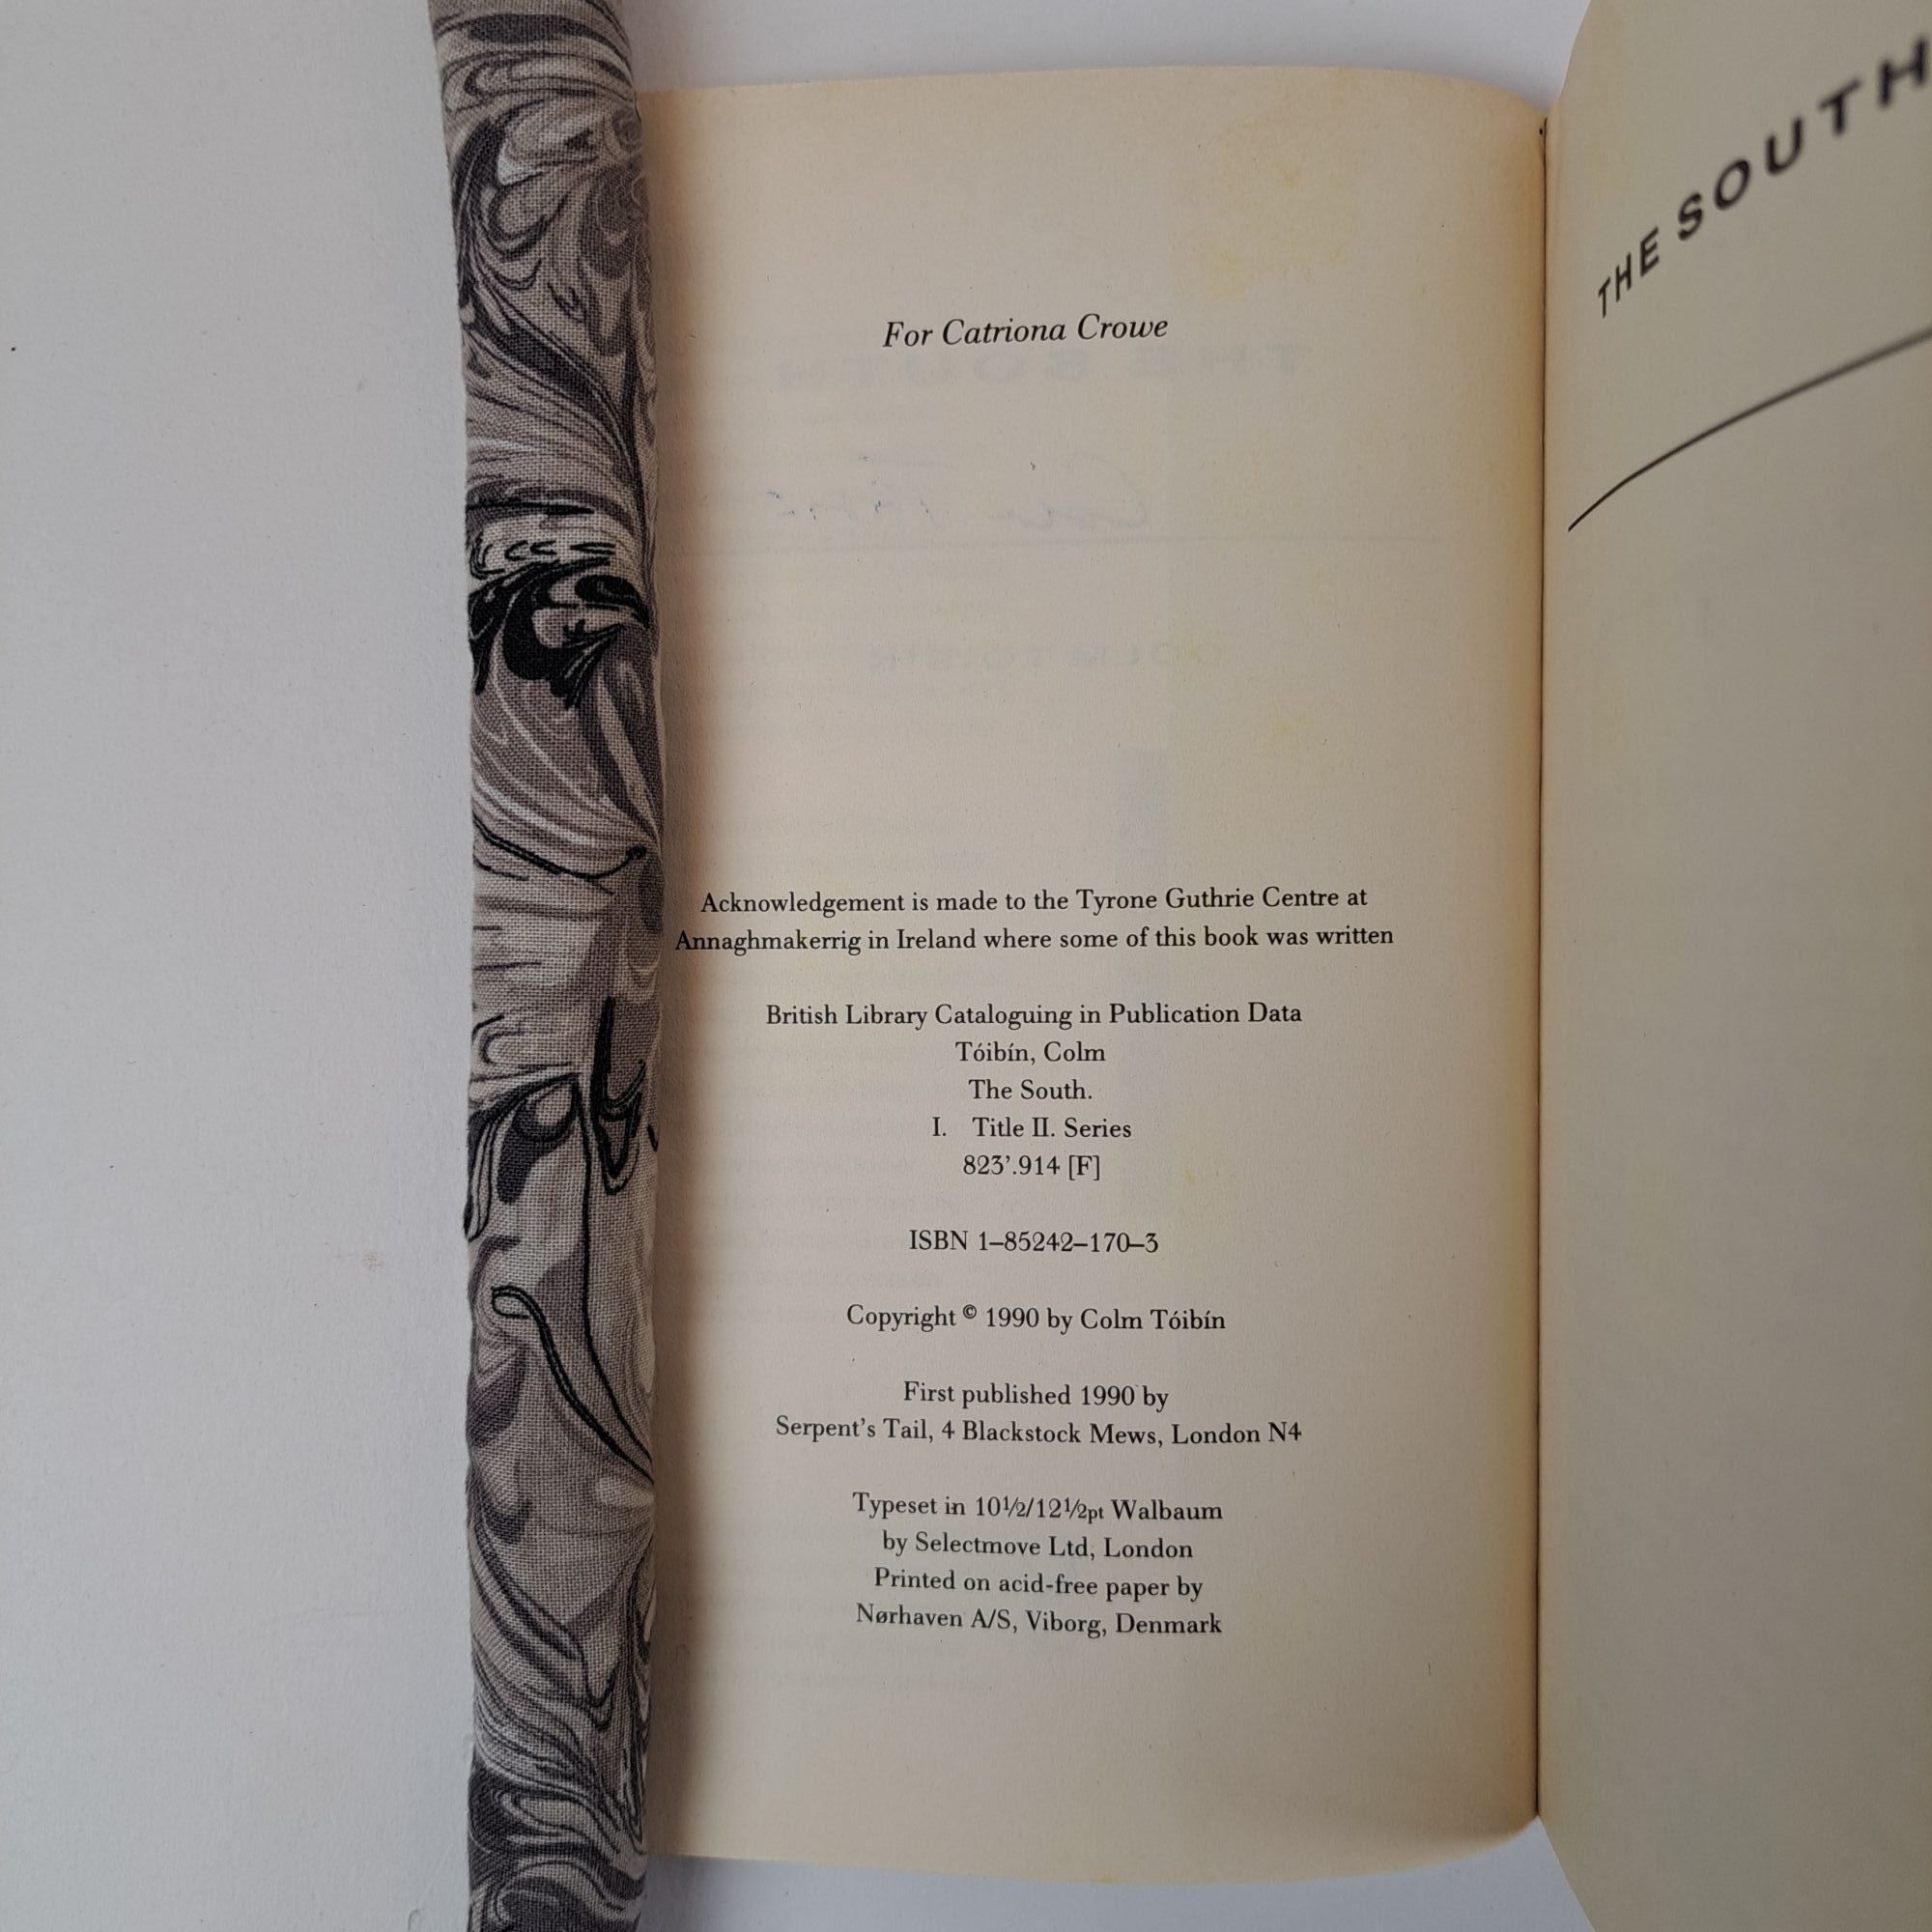 For Catriona Crowe
Acknowledgement is made to the Tyrone Guthrie Centre at
Annaghmakerrig in Ireland where some of this book was written
British Library Cataloguing in Publication Data
Tóibín, Colm
The South.
I. Title II. Series
823'.914 [F]
ISBN 1–85242–170–3
Copyright © 1990 by Colm Tóibín
First published 1990 by
Serpent's Tail, 4 Blackstock Mews, London N4
Typeset in 10½/12½pt Walbaum
by Selectmove Ltd, London
Printed on acid-free paper by
Nørhaven A/S, Viborg, Denmark
THE SOUTH